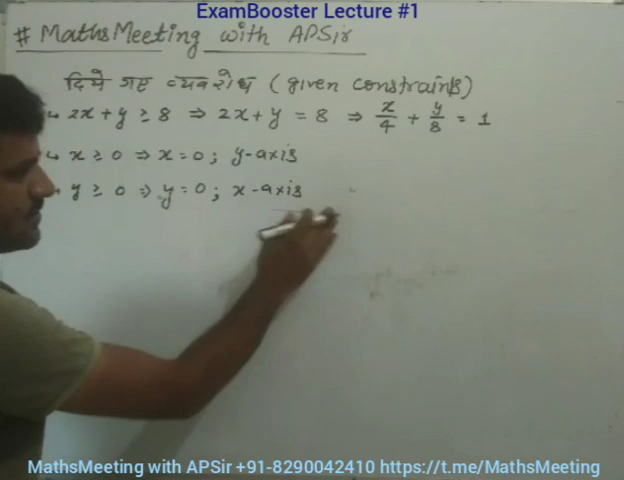 ExamBooster Lecture #1
# MathsMeeting with APSir
दिये गए व्यवरोध (given constrains)
↳ 2x + y ≥ 8 ⇒ 2x + y = 8 ⇒ x/4 + y/8 = 1
↳ x ≥ 0 ⇒ x = 0 ; y-axis
↳ y ≥ 0 ⇒ y = 0 ; x-axis
MathsMeeting with APSir +91-8290042410 https://t.me/MathsMeeting